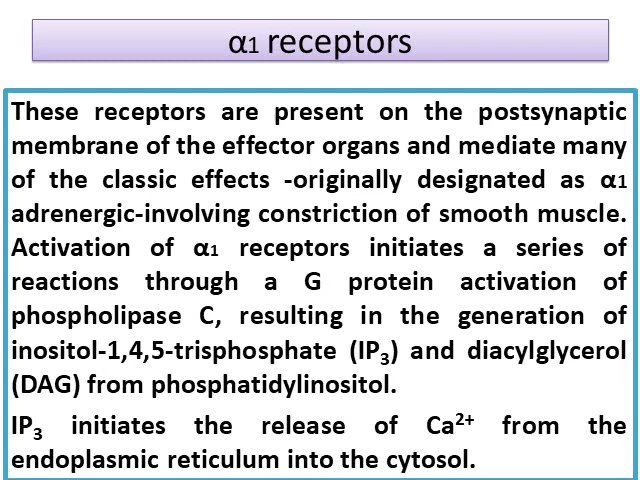 α1 receptors
These receptors are present on the postsynaptic
membrane of the effector organs and mediate many
of the classic effects -originally designated as α1
adrenergic-involving constriction of smooth muscle.
Activation of α1 receptors initiates a series of
reactions through a G protein activation of
phospholipase C, resulting in the generation of
inositol-1,4,5-trisphosphate (IP₃) and diacylglycerol
(DAG) from phosphatidylinositol.
IP₃ initiates the release of Ca²⁺ from the
endoplasmic reticulum into the cytosol.